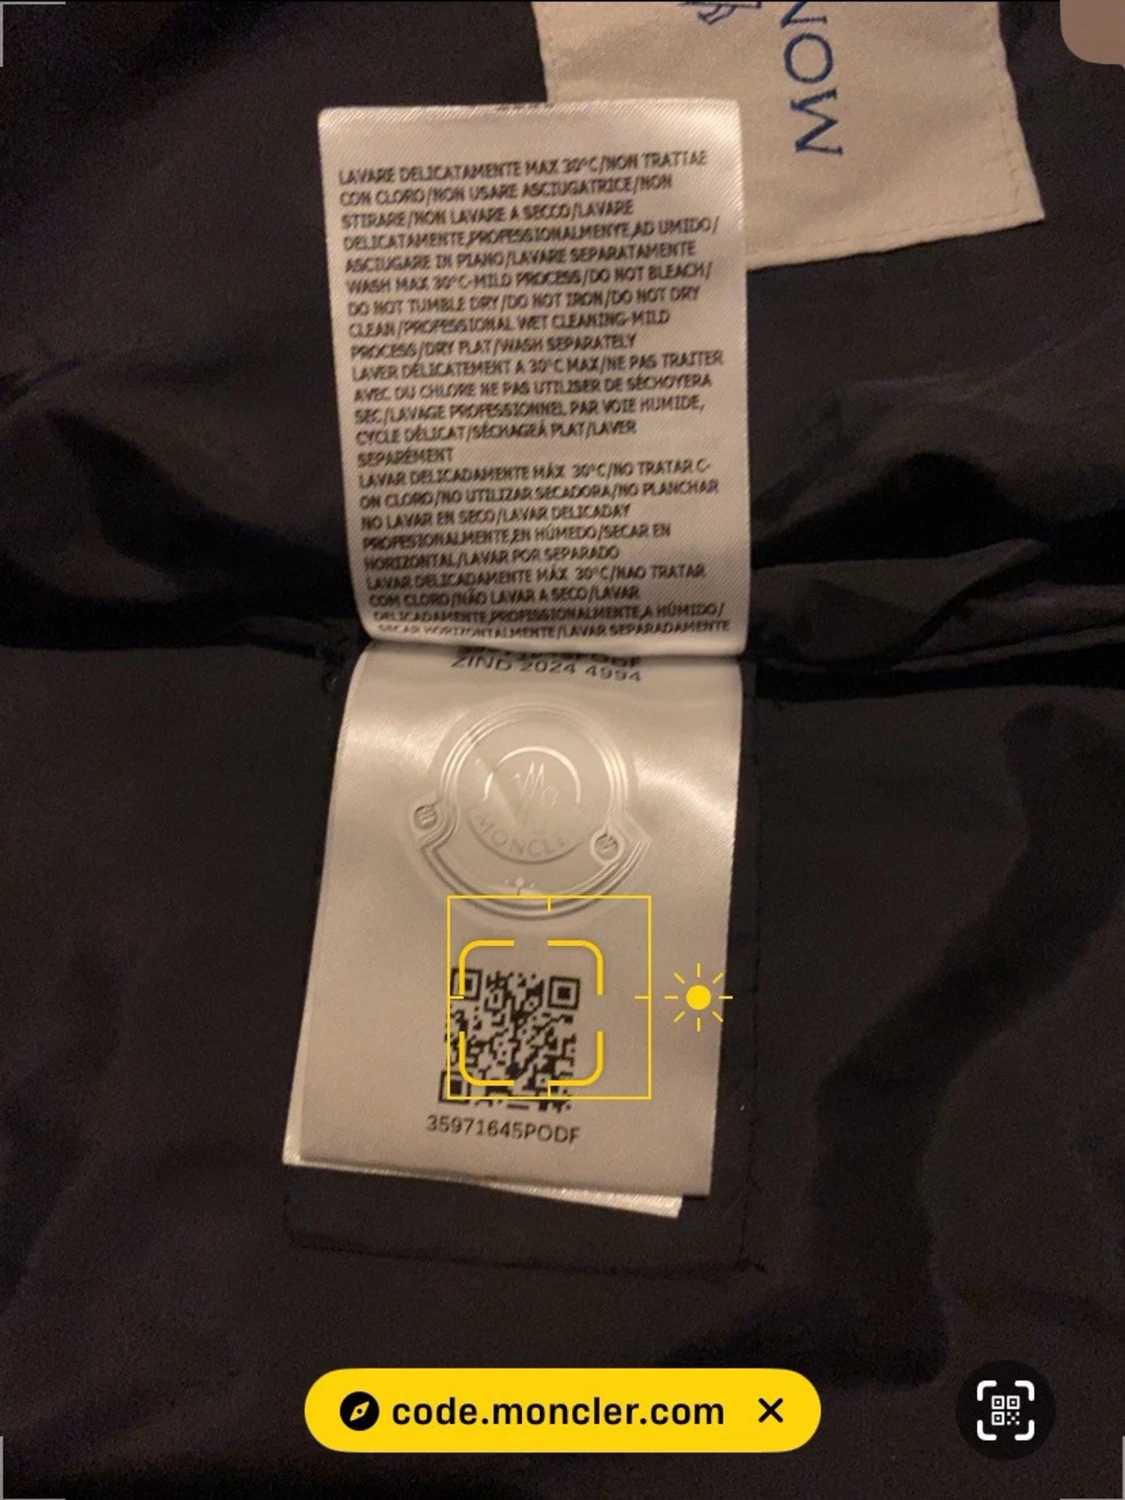 NOW
LAVARE DELICATAMENTE MAX 30°C/NON TRATTAE
CON CLORO/NON USARE ASCIUGATRICE/NON
STIRARE/NON LAVARE A SECCO/LAVARE
DELICATAMENTE,PROFESSIONALMENYE,AD UMIDO/
ASCIUGARE IN PIANO/LAVARE SEPARATAMENTE
WASH MAX 30°C-MILD PROCESS/DO NOT BLEACH/
DO NOT TUMBLE DRY/DO NOT IRON/DO NOT DRY
CLEAN/PROFESSIONAL WET CLEANING-MILD
PROCESS/DRY FLAT/WASH SEPARATELY
LAVER DÉLICATEMENT A 30°C MAX/NE PAS TRAITER
AVEC DU CHLORE NE PAS UTILISER DE SÉCHOYERA
SEC/LAVAGE PROFESSIONNEL PAR VOIE HUMIDE,
CYCLE DÉLICAT/SÉCHAGEÀ PLAT/LAVER
SEPARÉMENT
LAVAR DELICADAMENTE MÁX 30°C/NO TRATAR C-
ON CLORO/NO UTILIZAR SECADORA/NO PLANCHAR
NO LAVAR EN SECO/LAVAR DELICADAY
PROFESIONALMENTE,EN HÚMEDO/SECAR EN
HORIZONTAL/LAVAR POR SEPARADO
LAVAR DELICADAMENTE MÁX 30°C/NAO TRATAR
COM CLORO/NÃO LAVAR A SECO/LAVAR
DELICADAMENTE,PROFISSIONALMENTE,A HÚMIDO/
SECAR HORIZONTALMENTE/LAVAR SEPARADAMENTE
ZIND 2024 4994
MONCLE
35971645PODF
code.moncler.com